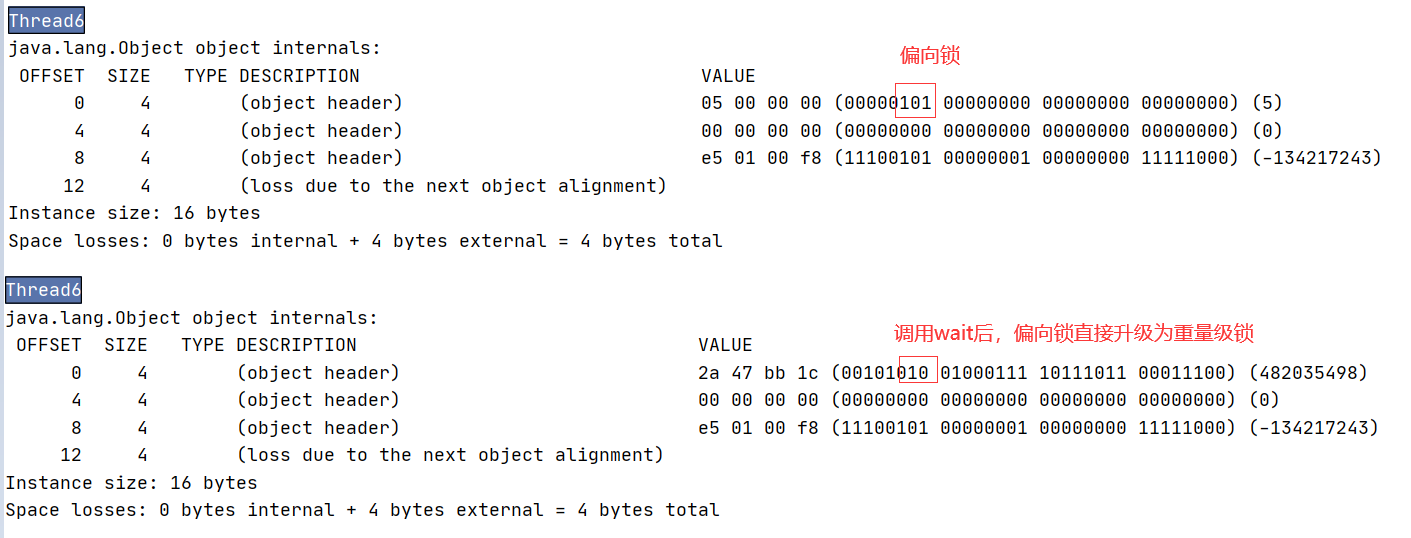 Thread6
java.lang.Object object internals:
偏向锁
OFFSET SIZE TYPE DESCRIPTION VALUE
0 4 (object header) 05 00 00 00 (00000101 00000000 00000000 00000000) (5)
4 4 (object header) 00 00 00 00 (00000000 00000000 00000000 00000000) (0)
8 4 (object header) e5 01 00 f8 (11100101 00000001 00000000 11111000) (-134217243)
12 4 (loss due to the next object alignment)
Instance size: 16 bytes
Space losses: 0 bytes internal + 4 bytes external = 4 bytes total
Thread6
java.lang.Object object internals:
调用wait后，偏向锁直接升级为重量级锁
OFFSET SIZE TYPE DESCRIPTION VALUE
0 4 (object header) 2a 47 bb 1c (00101010 01000111 10111011 00011100) (482035498)
4 4 (object header) 00 00 00 00 (00000000 00000000 00000000 00000000) (0)
8 4 (object header) e5 01 00 f8 (11100101 00000001 00000000 11111000) (-134217243)
12 4 (loss due to the next object alignment)
Instance size: 16 bytes
Space losses: 0 bytes internal + 4 bytes external = 4 bytes total